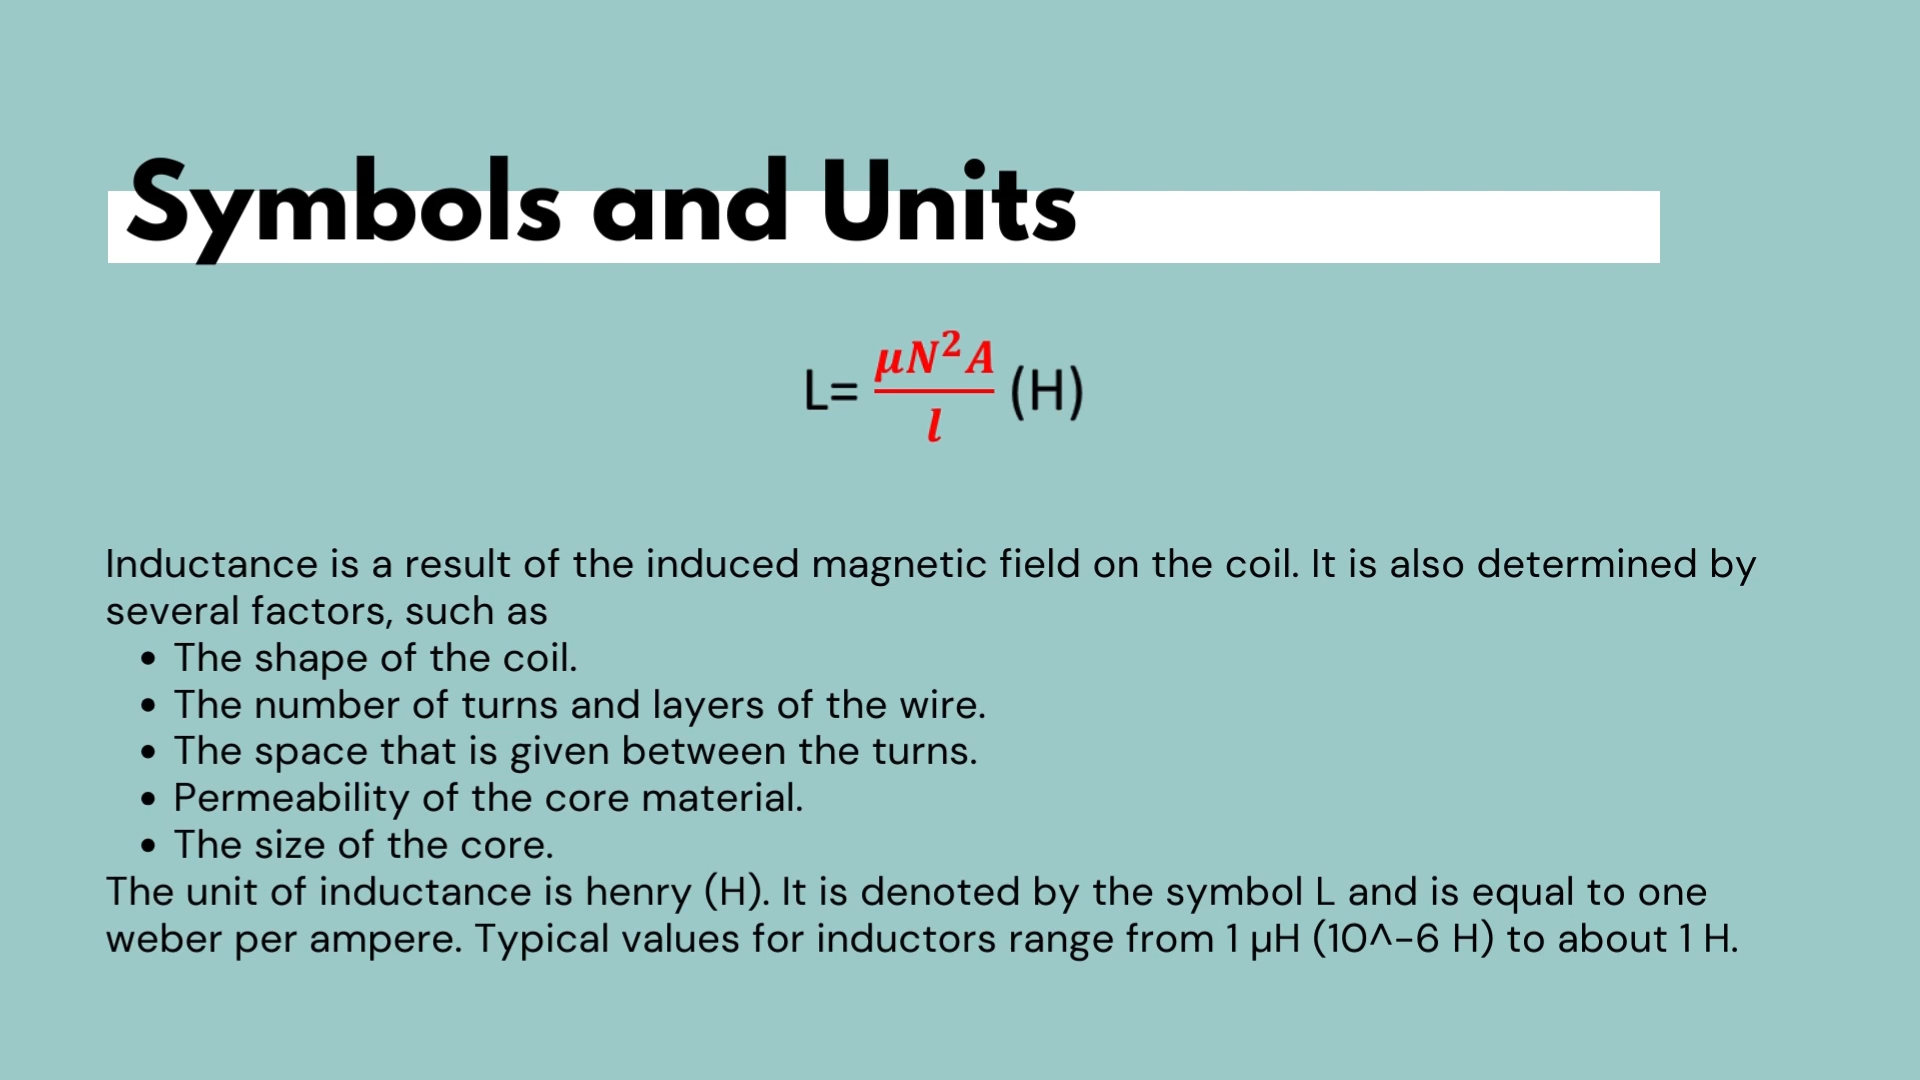 Symbols and Units
L= μN²A/l (H)
Inductance is a result of the induced magnetic field on the coil. It is also determined by
several factors, such as
• The shape of the coil.
• The number of turns and layers of the wire.
• The space that is given between the turns.
• Permeability of the core material.
• The size of the core.
The unit of inductance is henry (H). It is denoted by the symbol L and is equal to one
weber per ampere. Typical values for inductors range from 1 µH (10^-6 H) to about 1 H.